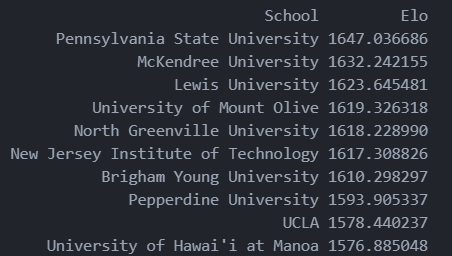 School Elo
Pennsylvania State University 1647.036686
McKendree University 1632.242155
Lewis University 1623.645481
University of Mount Olive 1619.326318
North Greenville University 1618.228990
New Jersey Institute of Technology 1617.308826
Brigham Young University 1610.298297
Pepperdine University 1593.905337
UCLA 1578.440237
University of Hawai'i at Manoa 1576.885048